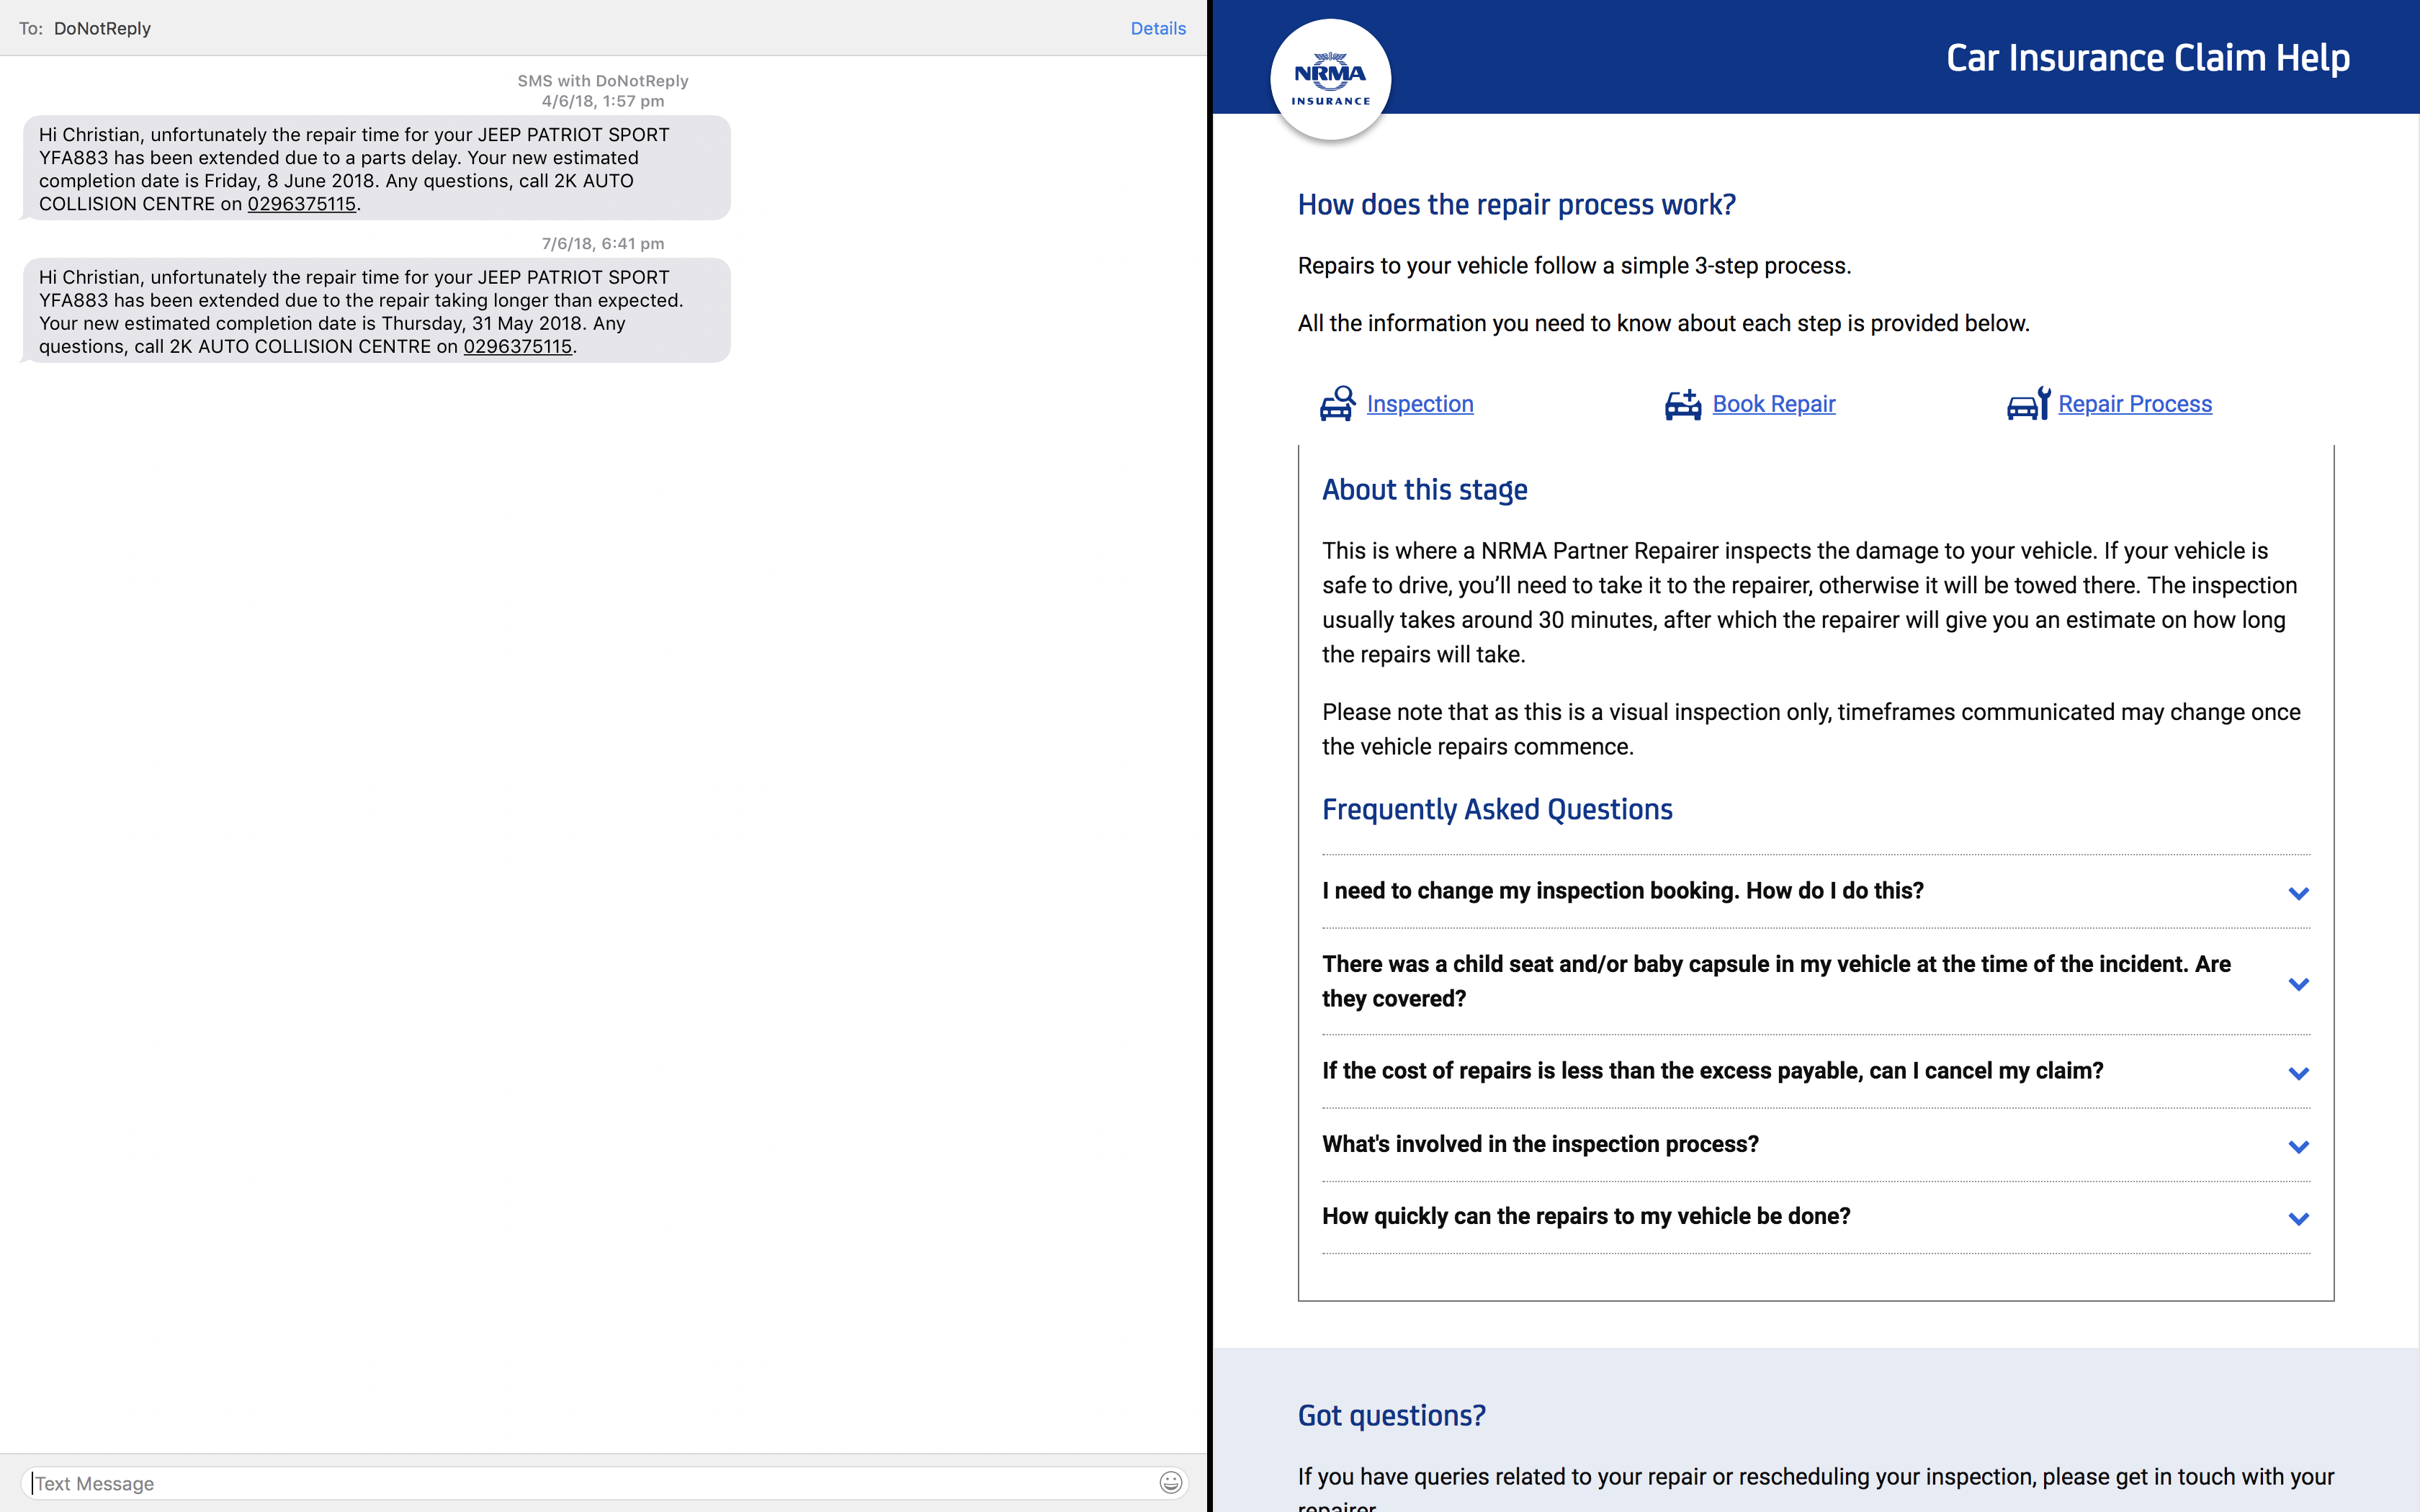 To: DoNotReply
Details
SMS with DoNotReply
4/6/18, 1:57 pm
Hi Christian, unfortunately the repair time for your JEEP PATRIOT SPORT
YFA883 has been extended due to a parts delay. Your new estimated
completion date is Friday, 8 June 2018. Any questions, call 2K AUTO
COLLISION CENTRE on 0296375115.
7/6/18, 6:41 pm
Hi Christian, unfortunately the repair time for your JEEP PATRIOT SPORT
YFA883 has been extended due to the repair taking longer than expected.
Your new estimated completion date is Thursday, 31 May 2018. Any
questions, call 2K AUTO COLLISION CENTRE on 0296375115.
Text Message
NRMA
INSURANCE
Car Insurance Claim Help
How does the repair process work?
Repairs to your vehicle follow a simple 3-step process.
All the information you need to know about each step is provided below.
Inspection
Book Repair
Repair Process
About this stage
This is where a NRMA Partner Repairer inspects the damage to your vehicle. If your vehicle is
safe to drive, you’ll need to take it to the repairer, otherwise it will be towed there. The inspection
usually takes around 30 minutes, after which the repairer will give you an estimate on how long
the repairs will take.
Please note that as this is a visual inspection only, timeframes communicated may change once
the vehicle repairs commence.
Frequently Asked Questions
I need to change my inspection booking. How do I do this?
There was a child seat and/or baby capsule in my vehicle at the time of the incident. Are
they covered?
If the cost of repairs is less than the excess payable, can I cancel my claim?
What's involved in the inspection process?
How quickly can the repairs to my vehicle be done?
Got questions?
If you have queries related to your repair or rescheduling your inspection, please get in touch with your
repairer